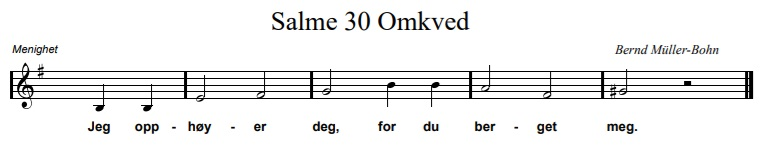 Salme 30 Omkved
Menighet
Bernd Müller-Bohn
Jeg opp - høy - er deg, for du ber - get meg.